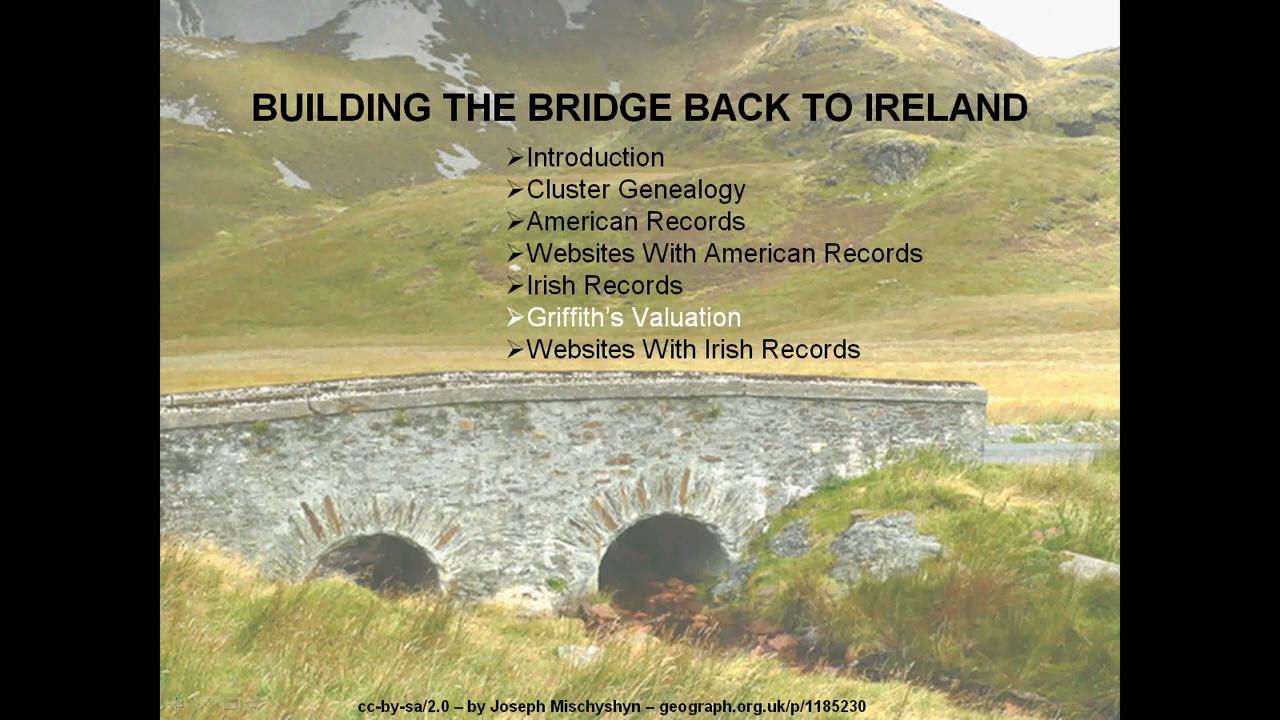 BUILDING THE BRIDGE BACK TO IRELAND
➢Introduction
➢Cluster Genealogy
➢American Records
➢Websites With American Records
➢Irish Records
➢Griffith's Valuation
➢Websites With Irish Records
cc-by-sa/2.0 – by Joseph Mischyshyn – geograph.org.uk/p/1185230